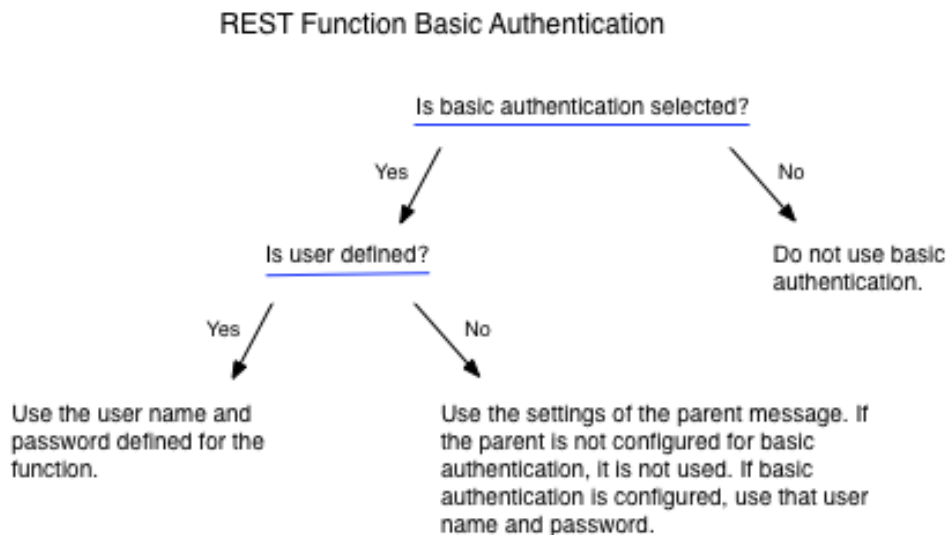 REST Function Basic Authentication
Is basic authentication selected?
Yes
No
Is user defined?
Do not use basic
authentication.
Yes
No
Use the user name and
password defined for the
function.
Use the settings of the parent message. If
the parent is not configured for basic
authentication, it is not used. If basic
authentication is configured, use that user
name and password.